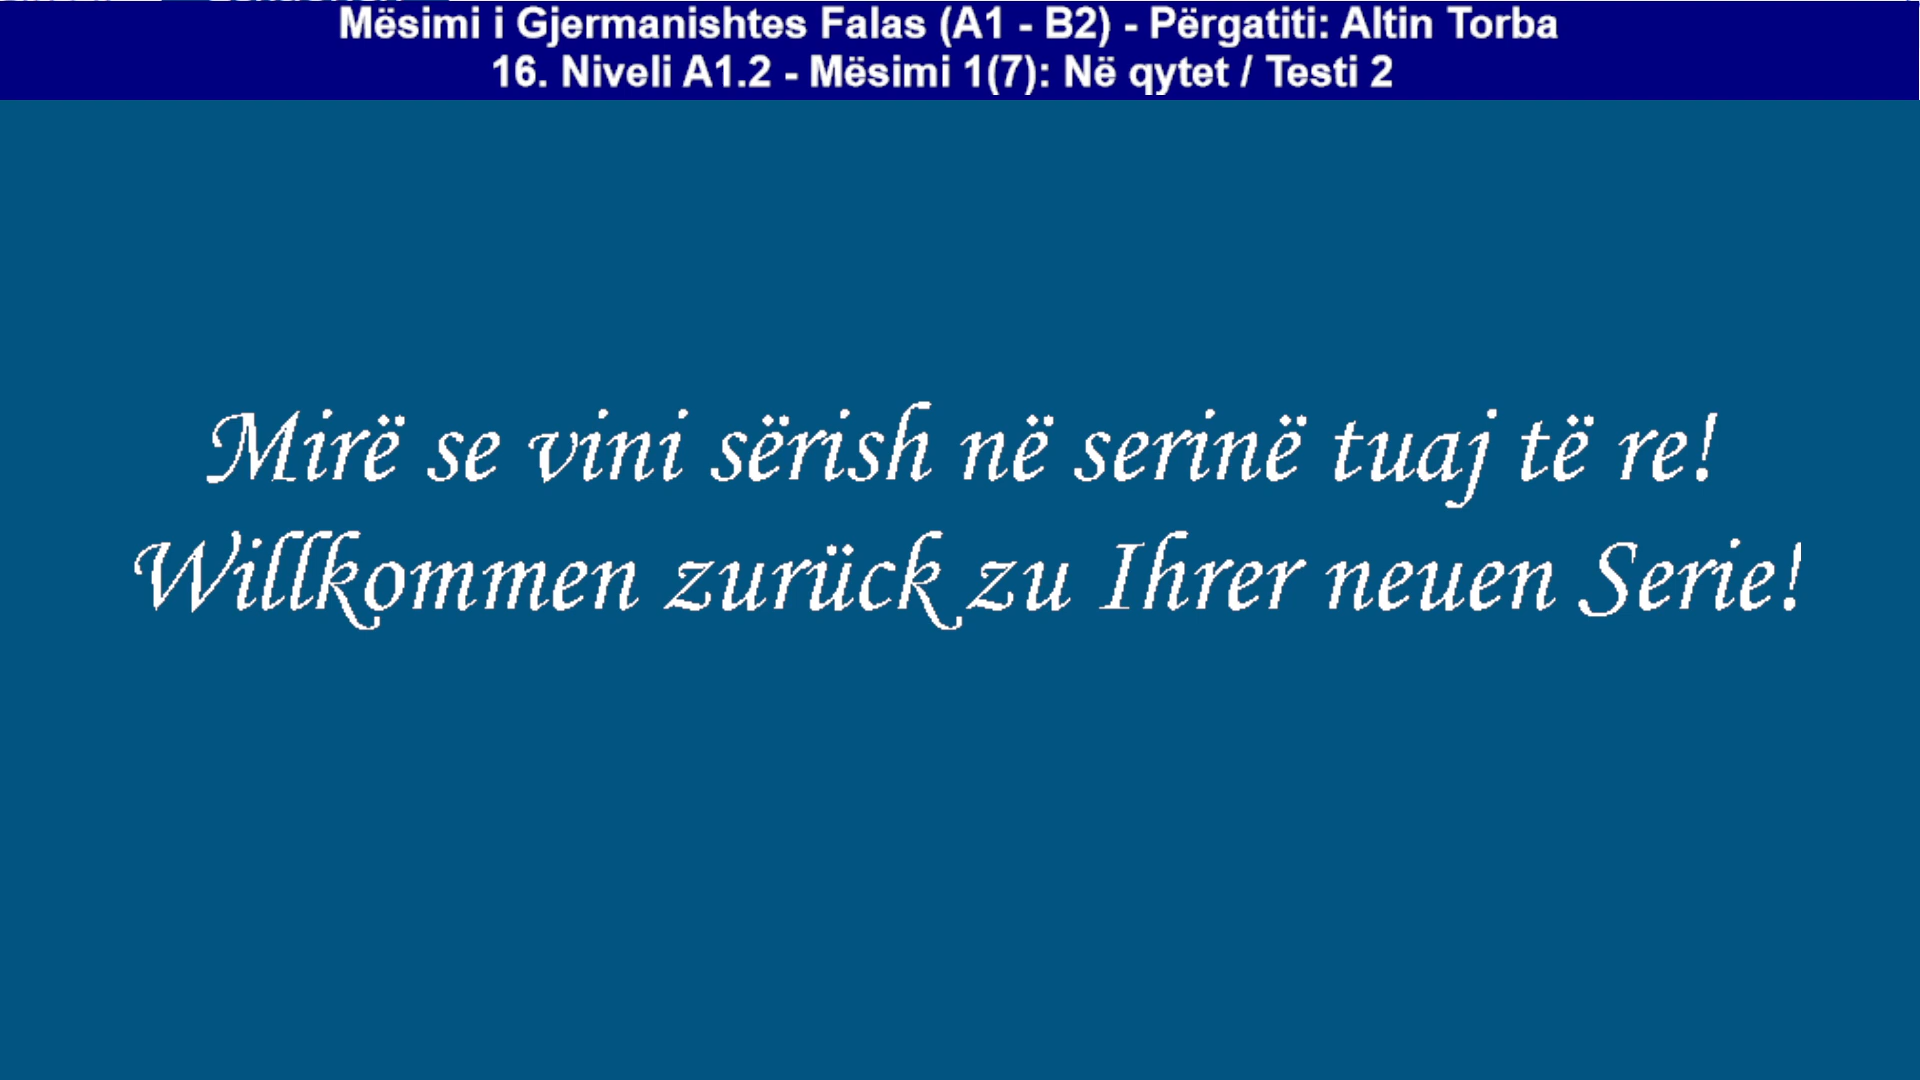 Mësimi i Gjermanishtes Falas (A1 - B2) - Përgatiti: Altin Torba
16. Niveli A1.2 - Mësimi 1(7): Në qytet / Testi 2
Mirë se vini sërish në serinë tuaj të re!
Willkommen zurück zu Ihrer neuen Serie!